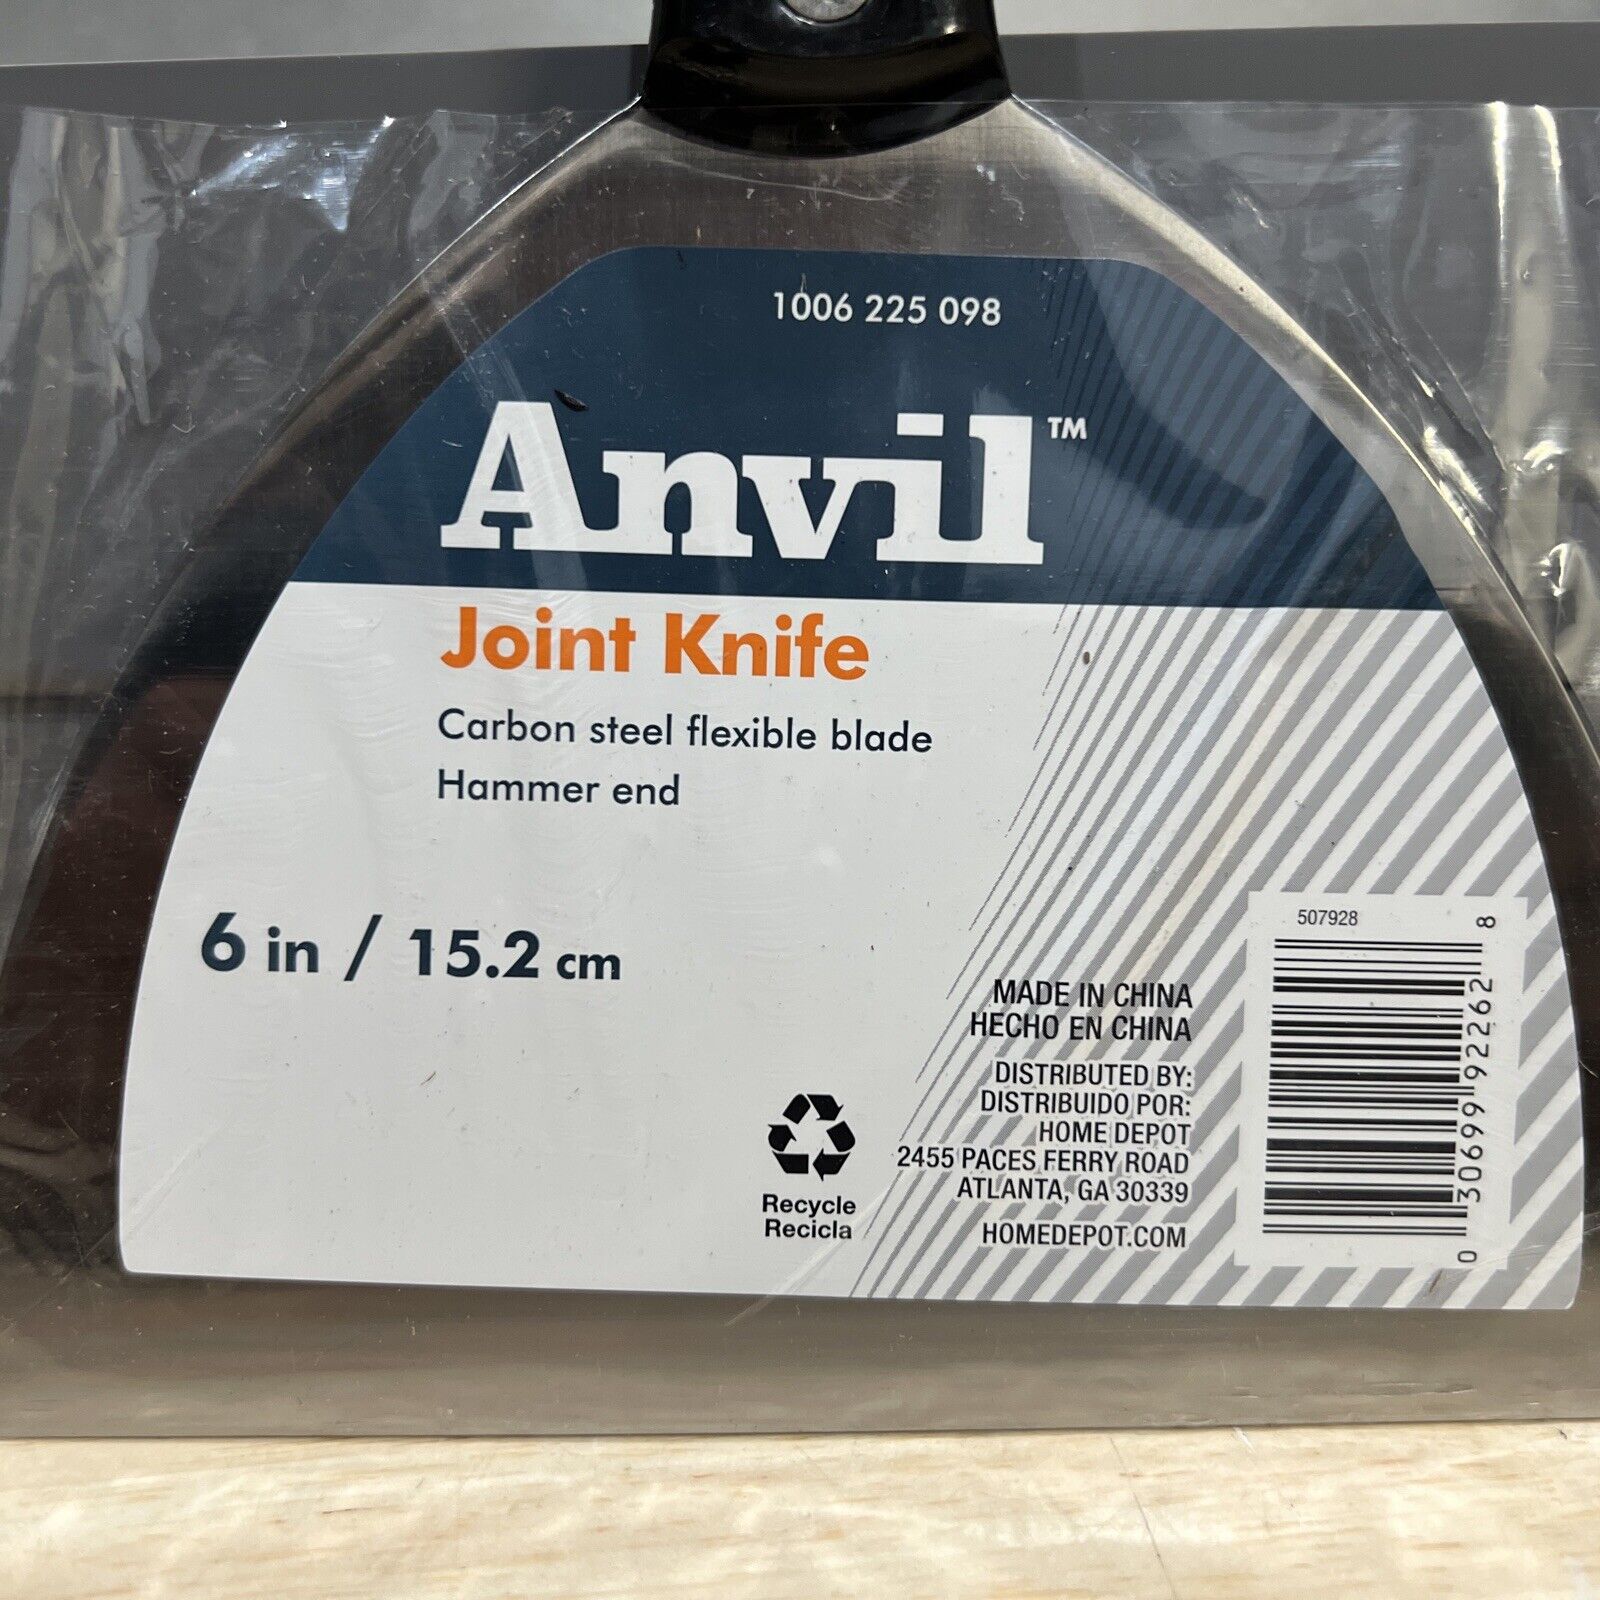 1006 225 098
Anvil™
Joint Knife
Carbon steel flexible blade
Hammer end
6 in / 15.2 cm
MADE IN CHINA
HECHO EN CHINA
DISTRIBUTED BY:
DISTRIBUIDO POR:
HOME DEPOT
2455 PACES FERRY ROAD
ATLANTA, GA 30339
HOMEDEPOT.COM
Recycle
Recicla
507928
0 30699 92262 8